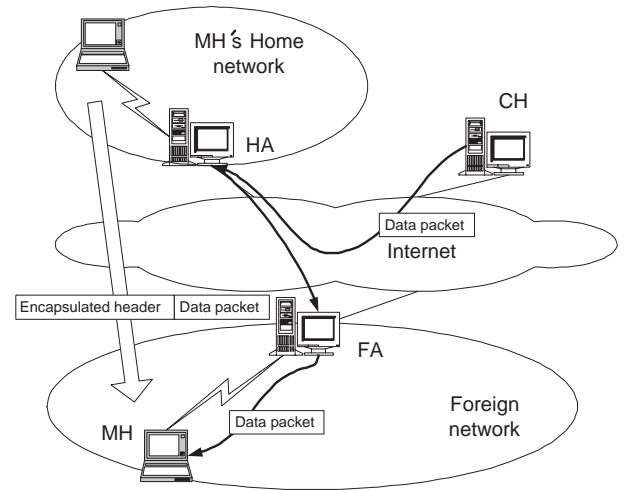 MH´s Home
network
CH
HA
Data packet
Internet
Encapsulated header
Data packet
FA
Foreign
network
Data packet
MH